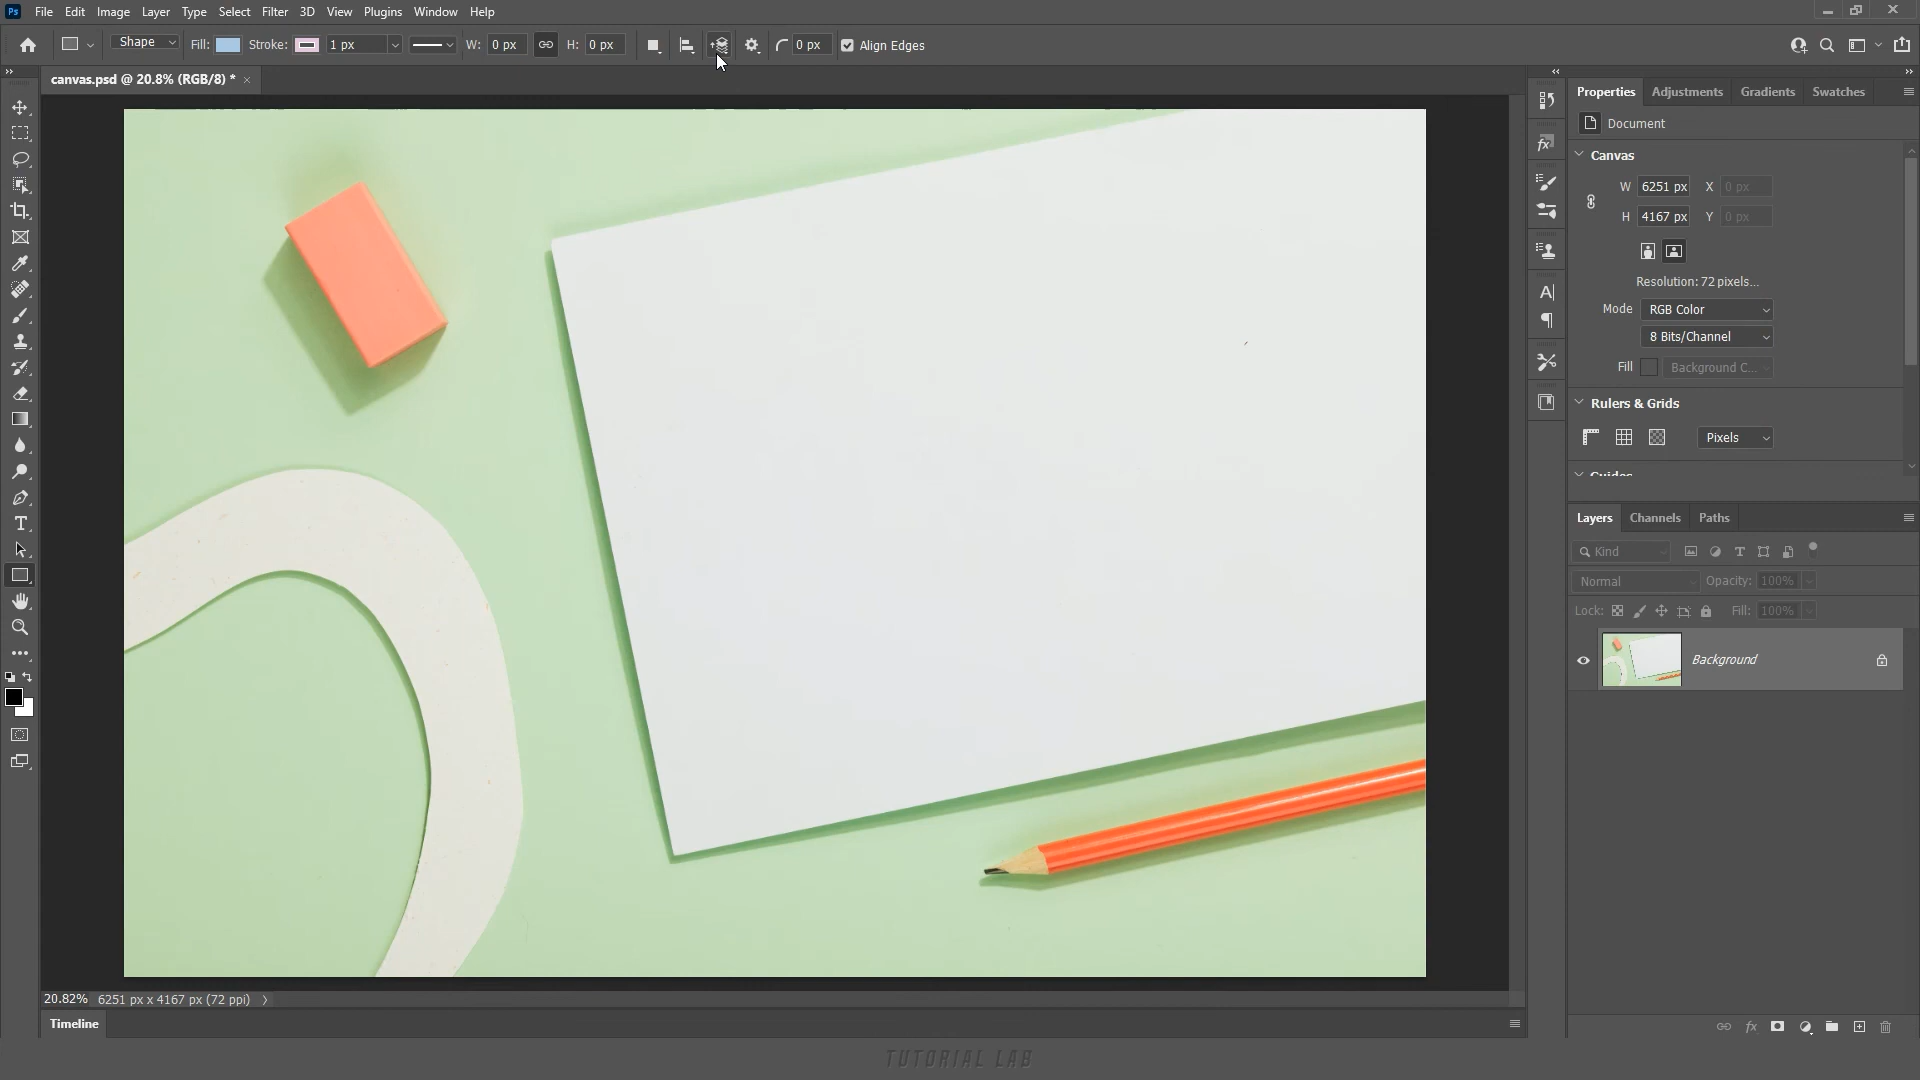 Ps File Edit Image Layer Type Select Filter 3D View Plugins Window Help
Shape Fill: Stroke: 1 px W: 0 px H: 0 px 0 px Align Edges
canvas.psd @ 20.8% (RGB/8) * ×
Properties Adjustments Gradients Swatches
Document
Canvas
W 6251 px X 0 px
H 4167 px Y 0 px
Resolution: 72 pixels...
Mode RGB Color
8 Bits/Channel
Fill Background C...
Rulers & Grids
Pixels
Guides
Layers Channels Paths
Kind
Normal Opacity: 100%
Lock: Fill: 100%
Background
fx
20.82% 6251 px x 4167 px (72 ppi)
Timeline
TUTORIAL LAB